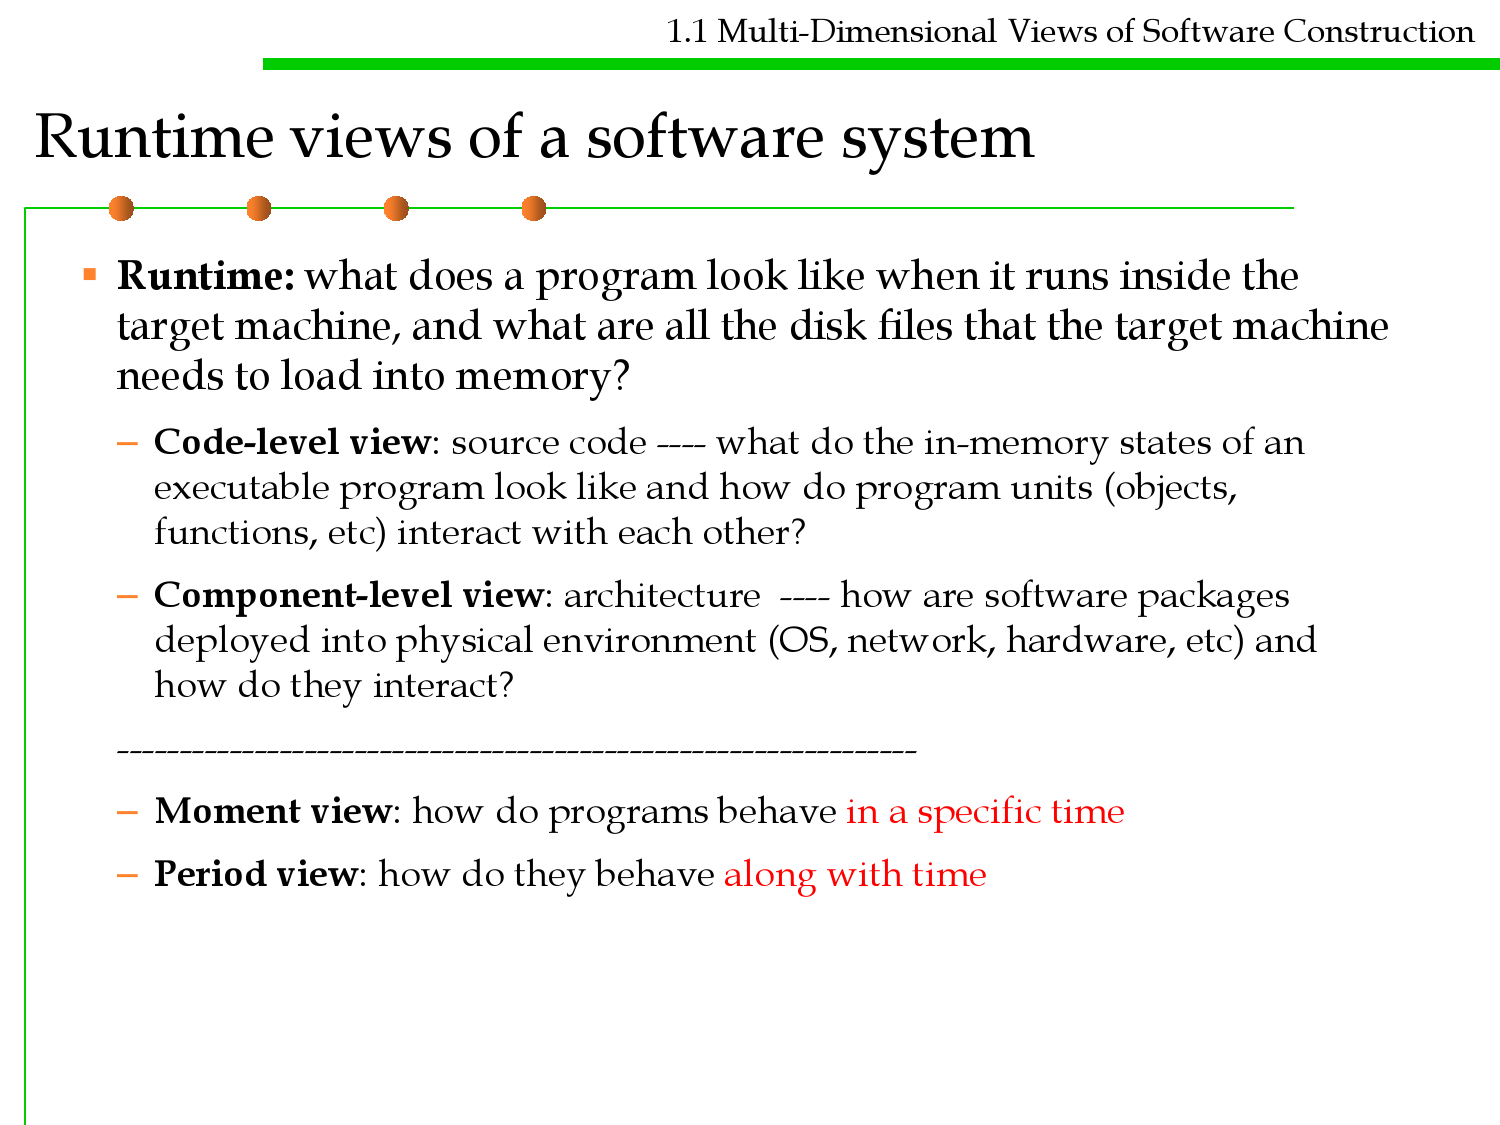 1.1 Multi-Dimensional Views of Software Construction
Runtime views of a software system
▪ Runtime: what does a program look like when it runs inside the
target machine, and what are all the disk files that the target machine
needs to load into memory?
– Code-level view: source code ---- what do the in-memory states of an
executable program look like and how do program units (objects,
functions, etc) interact with each other?
– Component-level view: architecture ---- how are software packages
deployed into physical environment (OS, network, hardware, etc) and
how do they interact?
----------------------------------------------------------------
– Moment view: how do programs behave in a specific time
– Period view: how do they behave along with time